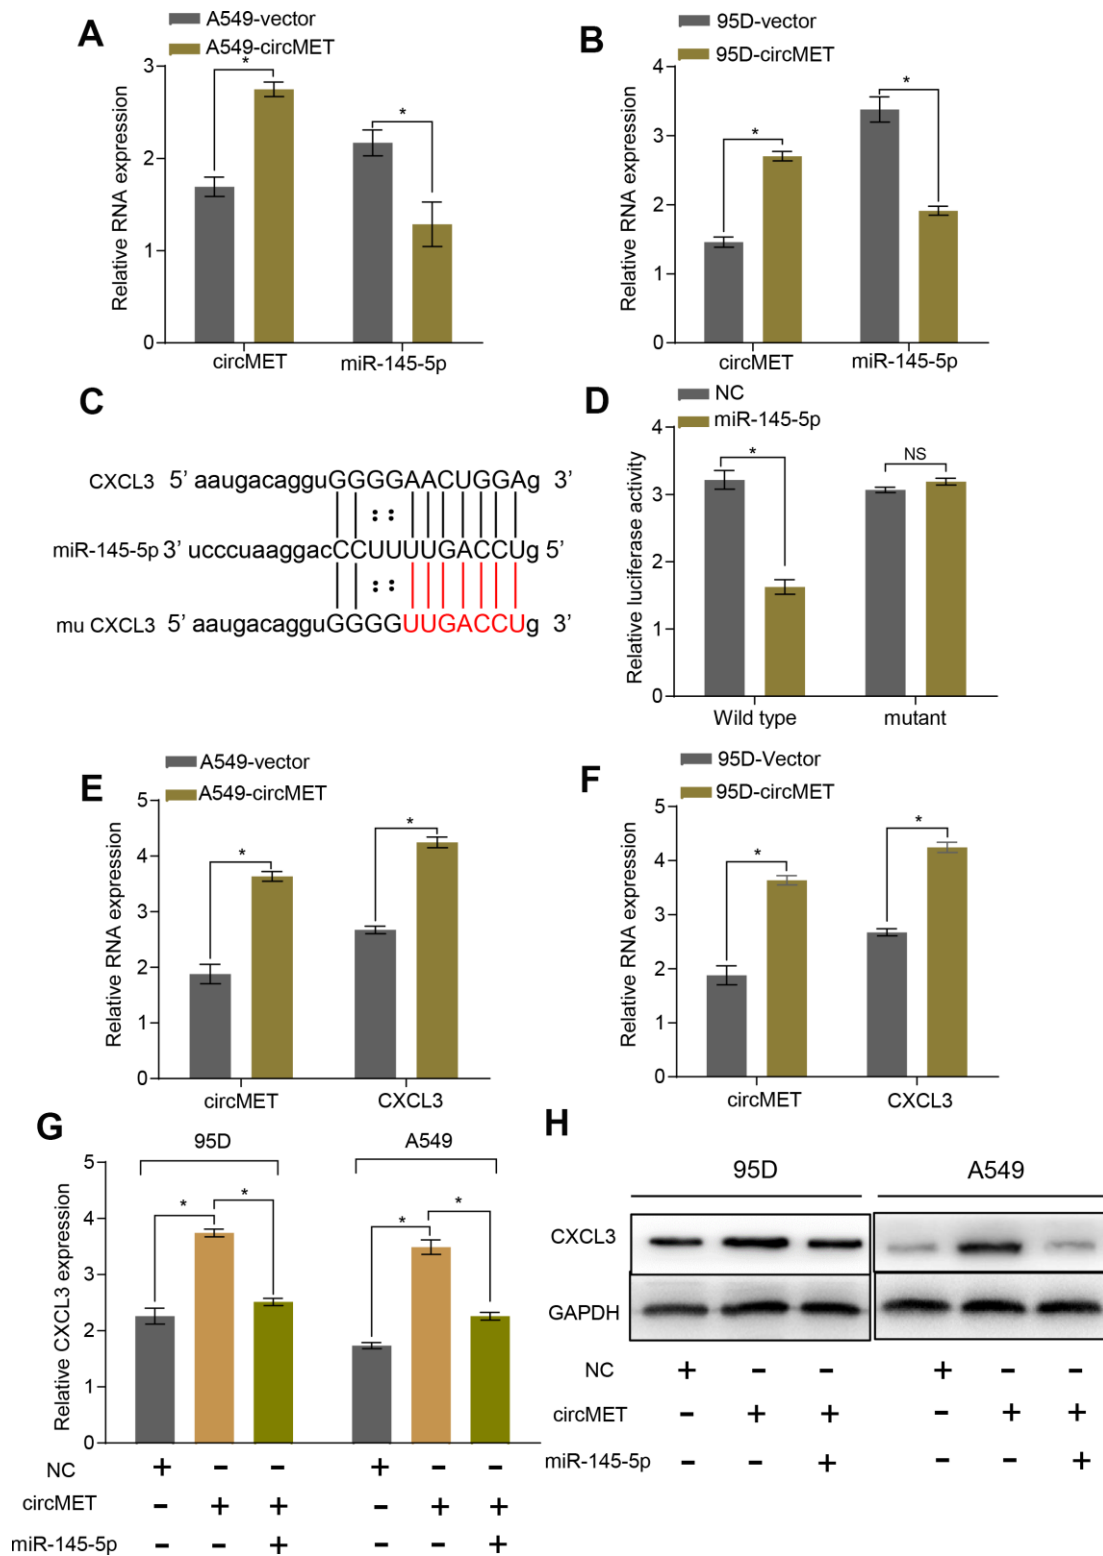 A
A549-vector
A549-circMET
Relative RNA expression
3
2
1
0
*
*
circMET
miR-145-5p
B
95D-vector
95D-circMET
Relative RNA expression
4
3
2
1
0
*
*
circMET
miR-145-5p
C
CXCL3 5’ aaugacagguGGGGAACUGGAg 3’
miR-145-5p 3’ ucccuaaggacCCUUUUGACCUg 5’
mu CXCL3 5’ aaugacagguGGGGUUGACCUg 3’
D
NC
miR-145-5p
Relative luciferase activity
4
3
2
1
0
*
NS
Wild type
mutant
E
A549-vector
A549-circMET
Relative RNA expression
5
4
3
2
1
0
*
*
circMET
CXCL3
F
95D-Vector
95D-circMET
Relative RNA expression
5
4
3
2
1
0
*
*
circMET
CXCL3
G
95D
A549
Relative CXCL3 expression
5
4
3
2
1
0
* * * *
NC + - - + - -
circMET - + + - + +
miR-145-5p - - + - - +
H
95D
A549
CXCL3
GAPDH
NC + - - + - -
circMET - + + - + +
miR-145-5p - - + - - +